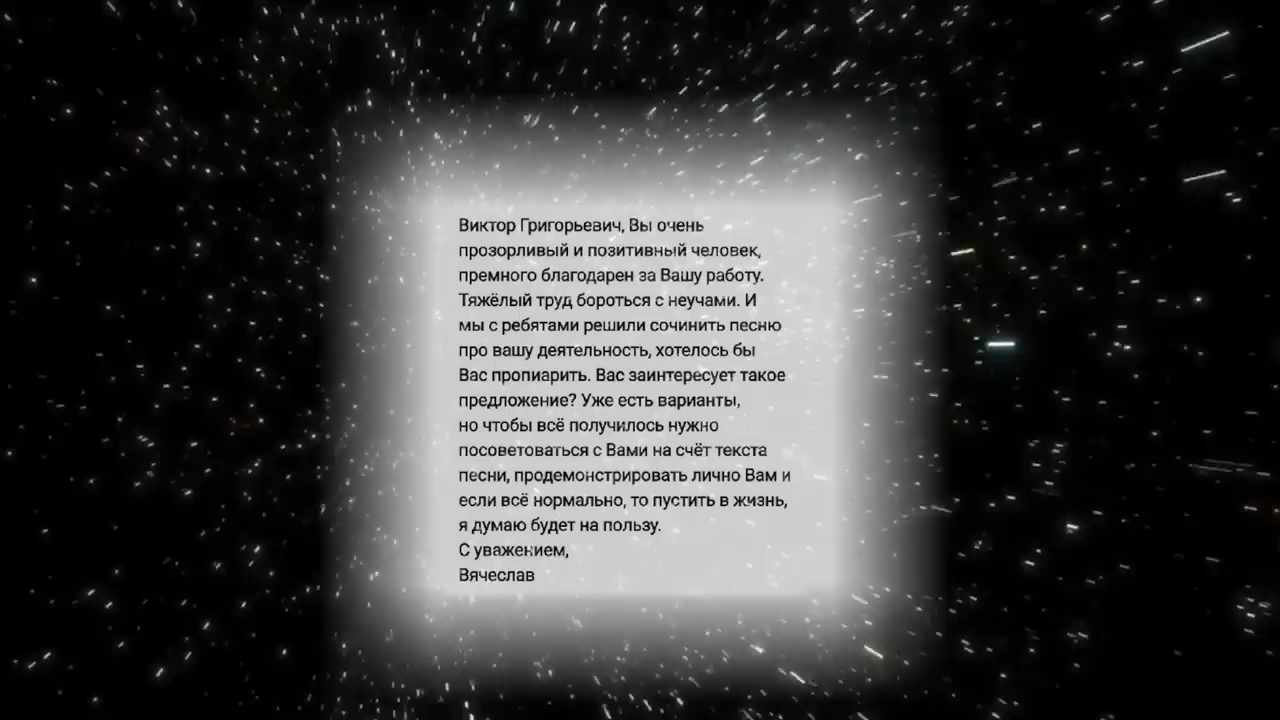 Виктор Григорьевич, Вы очень
прозорливый и позитивный человек,
премного благодарен за Вашу работу.
Тяжёлый труд бороться с неучами. И
мы с ребятами решили сочинить песню
про вашу деятельность, хотелось бы
Вас пропиарить. Вас заинтересует такое
предложение? Уже есть варианты,
но чтобы всё получилось нужно
посоветоваться с Вами на счёт текста
песни, продемонстрировать лично Вам и
если всё нормально, то пустить в жизнь,
я думаю будет на пользу.
С уважением,
Вячеслав